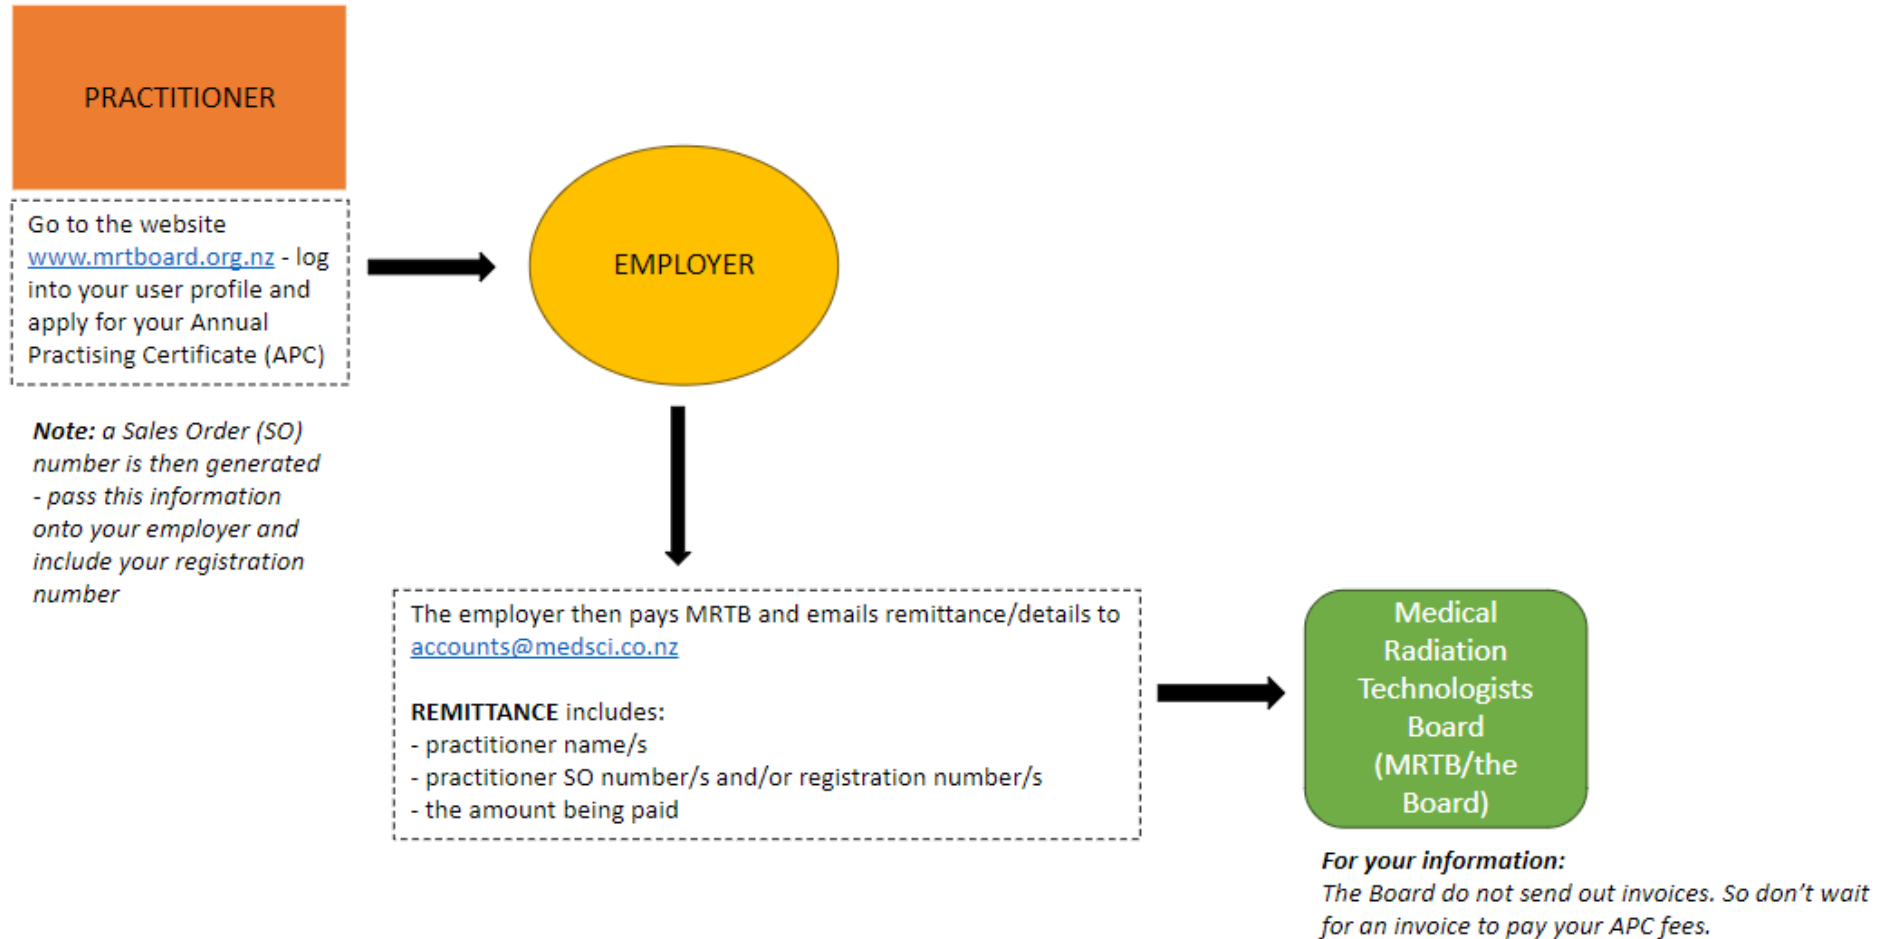 PRACTITIONER
Go to the website
www.mrtboard.org.nz - log
into your user profile and
apply for your Annual
Practising Certificate (APC)
Note: a Sales Order (SO)
number is then generated
- pass this information
onto your employer and
include your registration
number
EMPLOYER
The employer then pays MRTB and emails remittance/details to
accounts@medsci.co.nz
REMITTANCE includes:
- practitioner name/s
- practitioner SO number/s and/or registration number/s
- the amount being paid
Medical
Radiation
Technologists
Board
(MRTB/the
Board)
For your information:
The Board do not send out invoices. So don't wait
for an invoice to pay your APC fees.